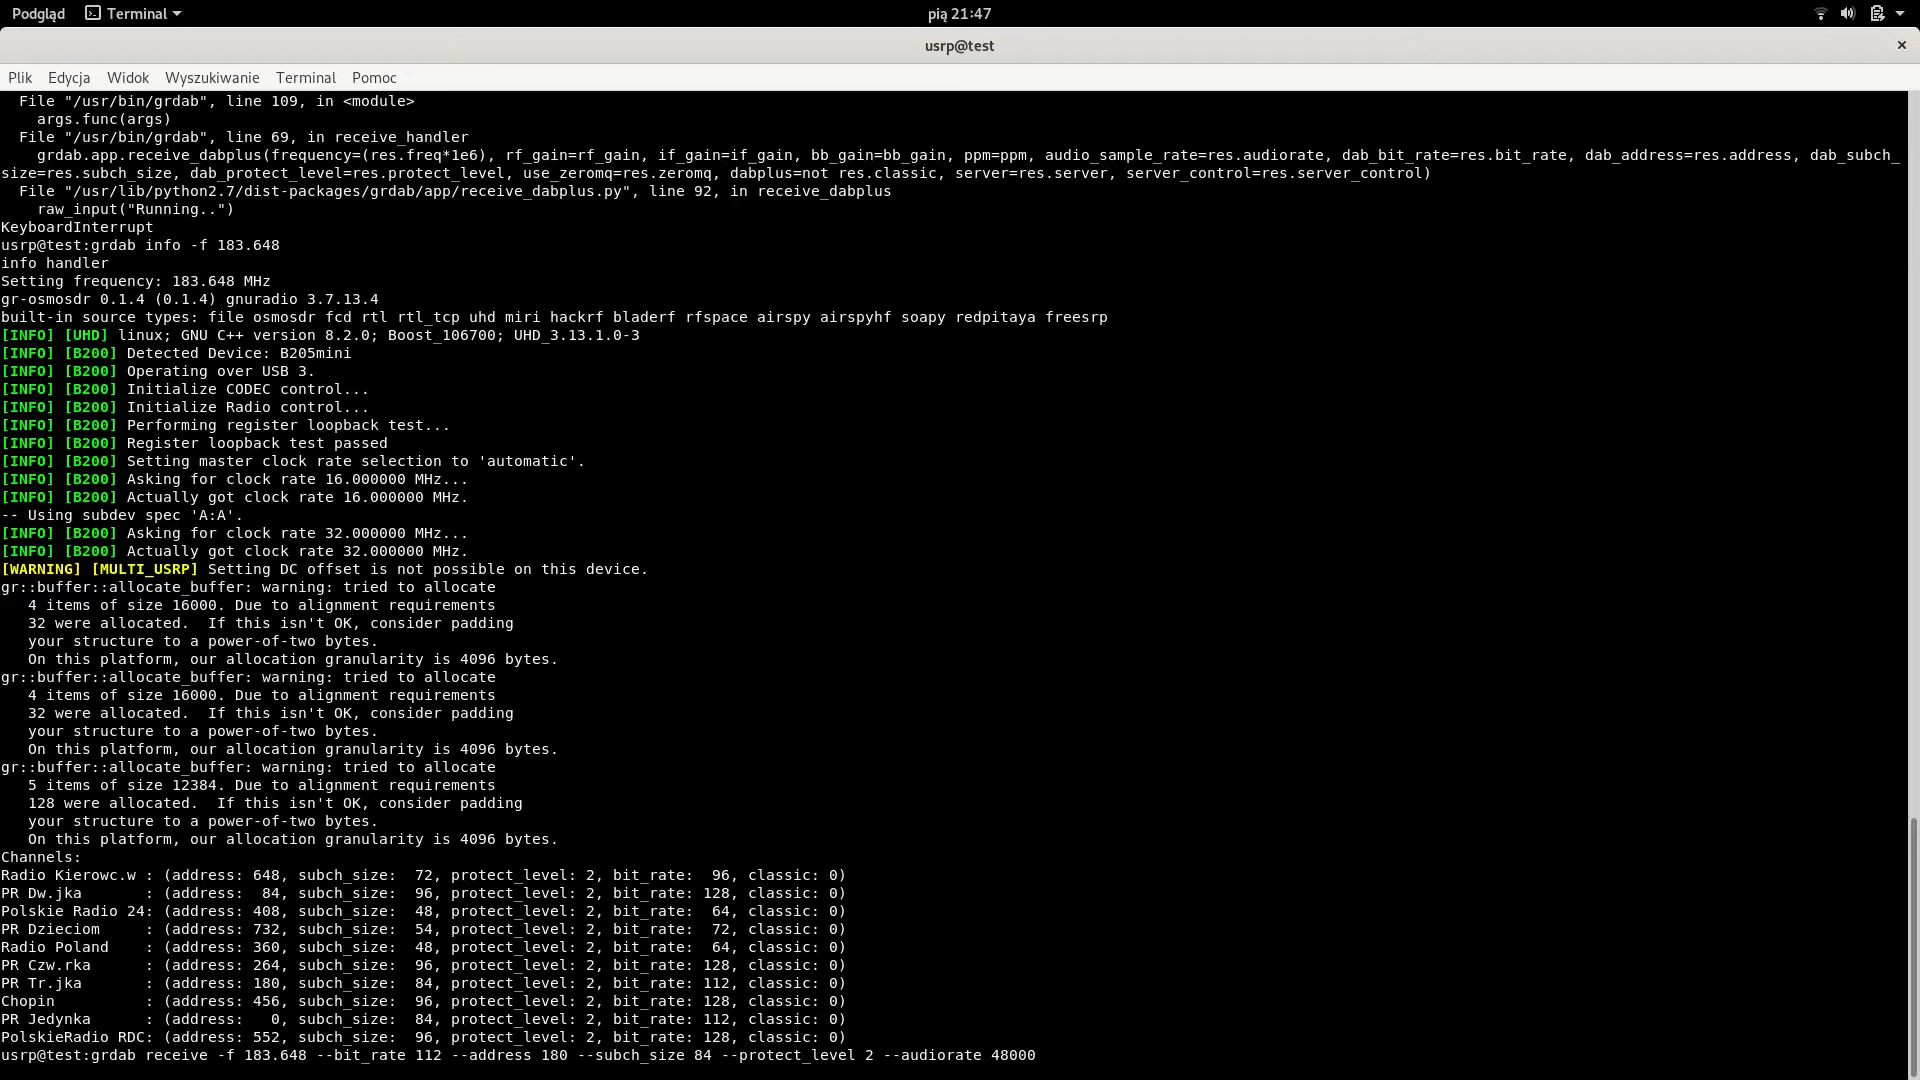 Podgląd Terminal pią 21:47
usrp@test
Plik Edycja Widok Wyszukiwanie Terminal Pomoc
  File "/usr/bin/grdab", line 109, in <module>
    args.func(args)
  File "/usr/bin/grdab", line 69, in receive_handler
    grdab.app.receive_dabplus(frequency=(res.freq*1e6), rf_gain=rf_gain, if_gain=if_gain, bb_gain=bb_gain, ppm=ppm, audio_sample_rate=res.audiorate, dab_bit_rate=res.bit_rate, dab_address=res.address, dab_subch_
size=res.subch_size, dab_protect_level=res.protect_level, use_zeromq=res.zeromq, dabplus=not res.classic, server=res.server, server_control=res.server_control)
  File "/usr/lib/python2.7/dist-packages/grdab/app/receive_dabplus.py", line 92, in receive_dabplus
    raw_input("Running..")
KeyboardInterrupt
usrp@test:grdab info -f 183.648
info handler
Setting frequency: 183.648 MHz
gr-osmosdr 0.1.4 (0.1.4) gnuradio 3.7.13.4
built-in source types: file osmosdr fcd rtl rtl_tcp uhd miri hackrf bladerf rfspace airspy airspyhf soapy redpitaya freesrp
[INFO] [UHD] linux; GNU C++ version 8.2.0; Boost_106700; UHD_3.13.1.0-3
[INFO] [B200] Detected Device: B205mini
[INFO] [B200] Operating over USB 3.
[INFO] [B200] Initialize CODEC control...
[INFO] [B200] Initialize Radio control...
[INFO] [B200] Performing register loopback test...
[INFO] [B200] Register loopback test passed
[INFO] [B200] Setting master clock rate selection to 'automatic'.
[INFO] [B200] Asking for clock rate 16.000000 MHz...
[INFO] [B200] Actually got clock rate 16.000000 MHz.
-- Using subdev spec 'A:A'.
[INFO] [B200] Asking for clock rate 32.000000 MHz...
[INFO] [B200] Actually got clock rate 32.000000 MHz.
[WARNING] [MULTI_USRP] Setting DC offset is not possible on this device.
gr::buffer::allocate_buffer: warning: tried to allocate
   4 items of size 16000. Due to alignment requirements
   32 were allocated.  If this isn't OK, consider padding
   your structure to a power-of-two bytes.
   On this platform, our allocation granularity is 4096 bytes.
gr::buffer::allocate_buffer: warning: tried to allocate
   4 items of size 16000. Due to alignment requirements
   32 were allocated.  If this isn't OK, consider padding
   your structure to a power-of-two bytes.
   On this platform, our allocation granularity is 4096 bytes.
gr::buffer::allocate_buffer: warning: tried to allocate
   5 items of size 12384. Due to alignment requirements
   128 were allocated.  If this isn't OK, consider padding
   your structure to a power-of-two bytes.
   On this platform, our allocation granularity is 4096 bytes.
Channels:
Radio Kierowc.w : (address: 648, subch_size:  72, protect_level: 2, bit_rate:  96, classic: 0)
PR Dw.jka       : (address:  84, subch_size:  96, protect_level: 2, bit_rate: 128, classic: 0)
Polskie Radio 24: (address: 408, subch_size:  48, protect_level: 2, bit_rate:  64, classic: 0)
PR Dzieciom     : (address: 732, subch_size:  54, protect_level: 2, bit_rate:  72, classic: 0)
Radio Poland    : (address: 360, subch_size:  48, protect_level: 2, bit_rate:  64, classic: 0)
PR Czw.rka      : (address: 264, subch_size:  96, protect_level: 2, bit_rate: 128, classic: 0)
PR Tr.jka       : (address: 180, subch_size:  84, protect_level: 2, bit_rate: 112, classic: 0)
Chopin          : (address: 456, subch_size:  96, protect_level: 2, bit_rate: 128, classic: 0)
PR Jedynka      : (address:   0, subch_size:  84, protect_level: 2, bit_rate: 112, classic: 0)
PolskieRadio RDC: (address: 552, subch_size:  96, protect_level: 2, bit_rate: 128, classic: 0)
usrp@test:grdab receive -f 183.648 --bit_rate 112 --address 180 --subch_size 84 --protect_level 2 --audiorate 48000